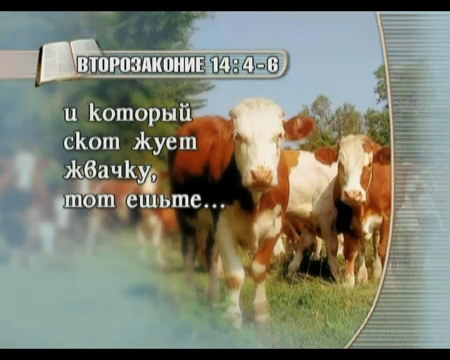 ВТОРОЗАКОНИЕ 14:4-6
и который
скот жует
жвачку,
тот ешьте...